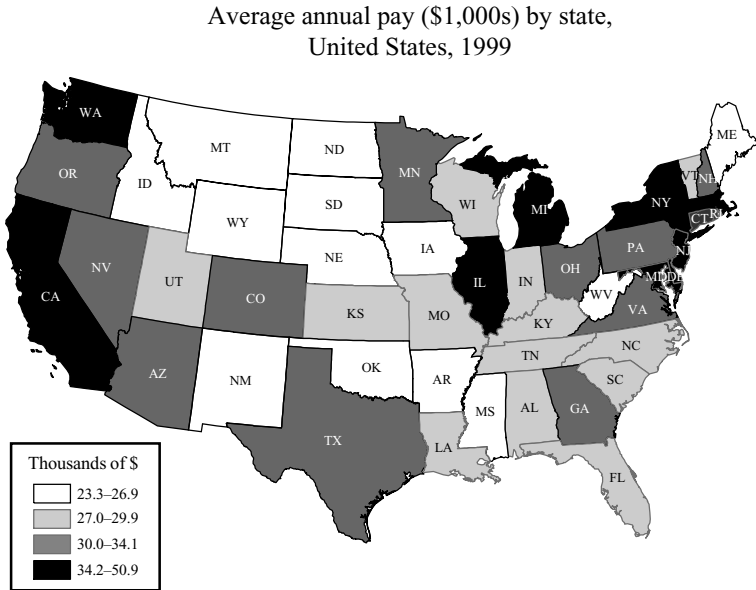 Average annual pay ($1,000s) by state,
United States, 1999
WA
MT
ND
MN
ME
OR
ID
SD
WI
VT
NH
WY
MI
NY
CT
RI
IA
NE
PA
NJ
NV
UT
CO
IL
IN
OH
MD
DE
CA
KS
MO
WV
VA
KY
NC
TN
AZ
NM
OK
AR
SC
MS
AL
GA
TX
LA
FL
Thousands of $
23.3–26.9
27.0–29.9
30.0–34.1
34.2–50.9